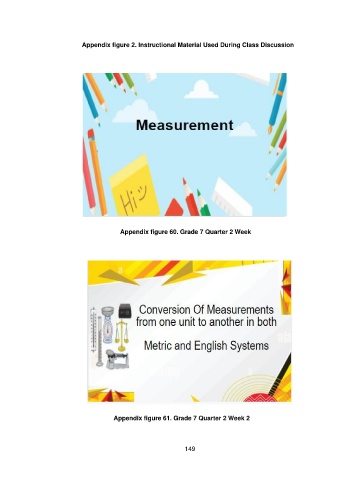 Appendix figure 2. Instructional Material Used During Class Discussion
Measurement
Hi
Appendix figure 60. Grade 7 Quarter 2 Week
Conversion Of Measurements
from one unit to another in both
Metric and English Systems
Appendix figure 61. Grade 7 Quarter 2 Week 2
149